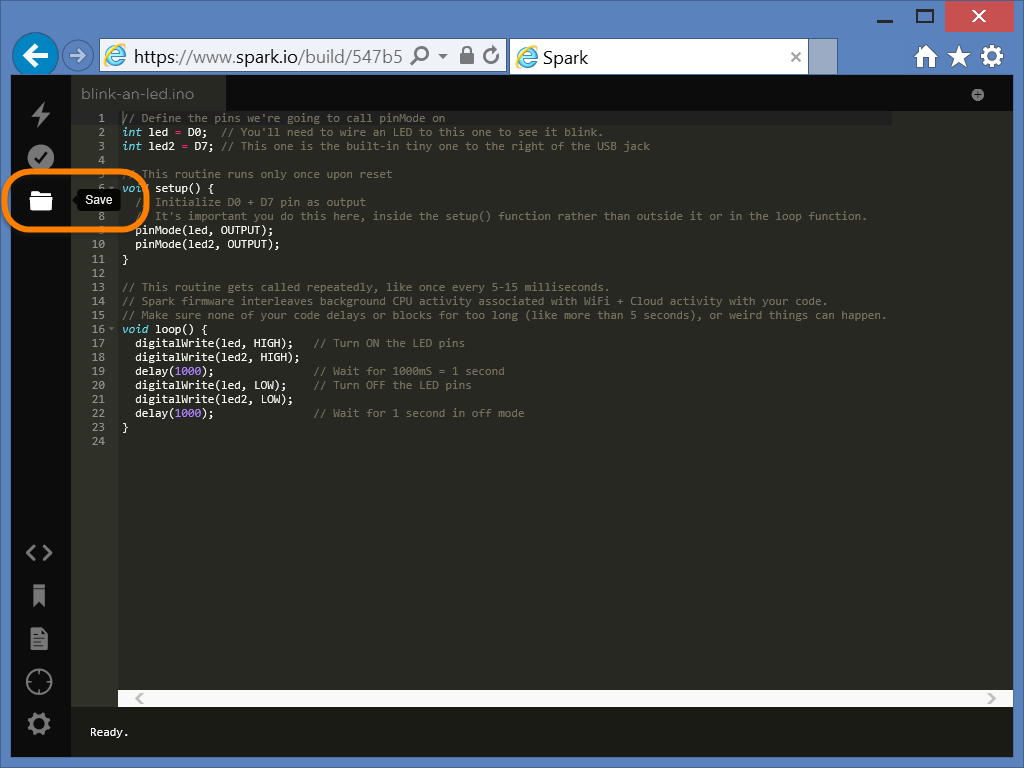 https://www.spark.io/build/547b5
Spark
blink-an-led.ino
1 // Define the pins we're going to call pinMode on
2 int led = D0;  // You'll need to wire an LED to this one to see it blink.
3 int led2 = D7; // This one is the built-in tiny one to the right of the USB jack
4
5 // This routine runs only once upon reset
6 void setup() {
Save
// Initialize D0 + D7 pin as output
8 // It's important you do this here, inside the setup() function rather than outside it or in the loop function.
9 pinMode(led, OUTPUT);
10 pinMode(led2, OUTPUT);
11 }
12
13 // This routine gets called repeatedly, like once every 5-15 milliseconds.
14 // Spark firmware interleaves background CPU activity associated with WiFi + Cloud activity with your code.
15 // Make sure none of your code delays or blocks for too long (like more than 5 seconds), or weird things can happen.
16 void loop() {
17 digitalWrite(led, HIGH);   // Turn ON the LED pins
18 digitalWrite(led2, HIGH);
19 delay(1000);               // Wait for 1000mS = 1 second
20 digitalWrite(led, LOW);    // Turn OFF the LED pins
21 digitalWrite(led2, LOW);
22 delay(1000);               // Wait for 1 second in off mode
23 }
24
Ready.